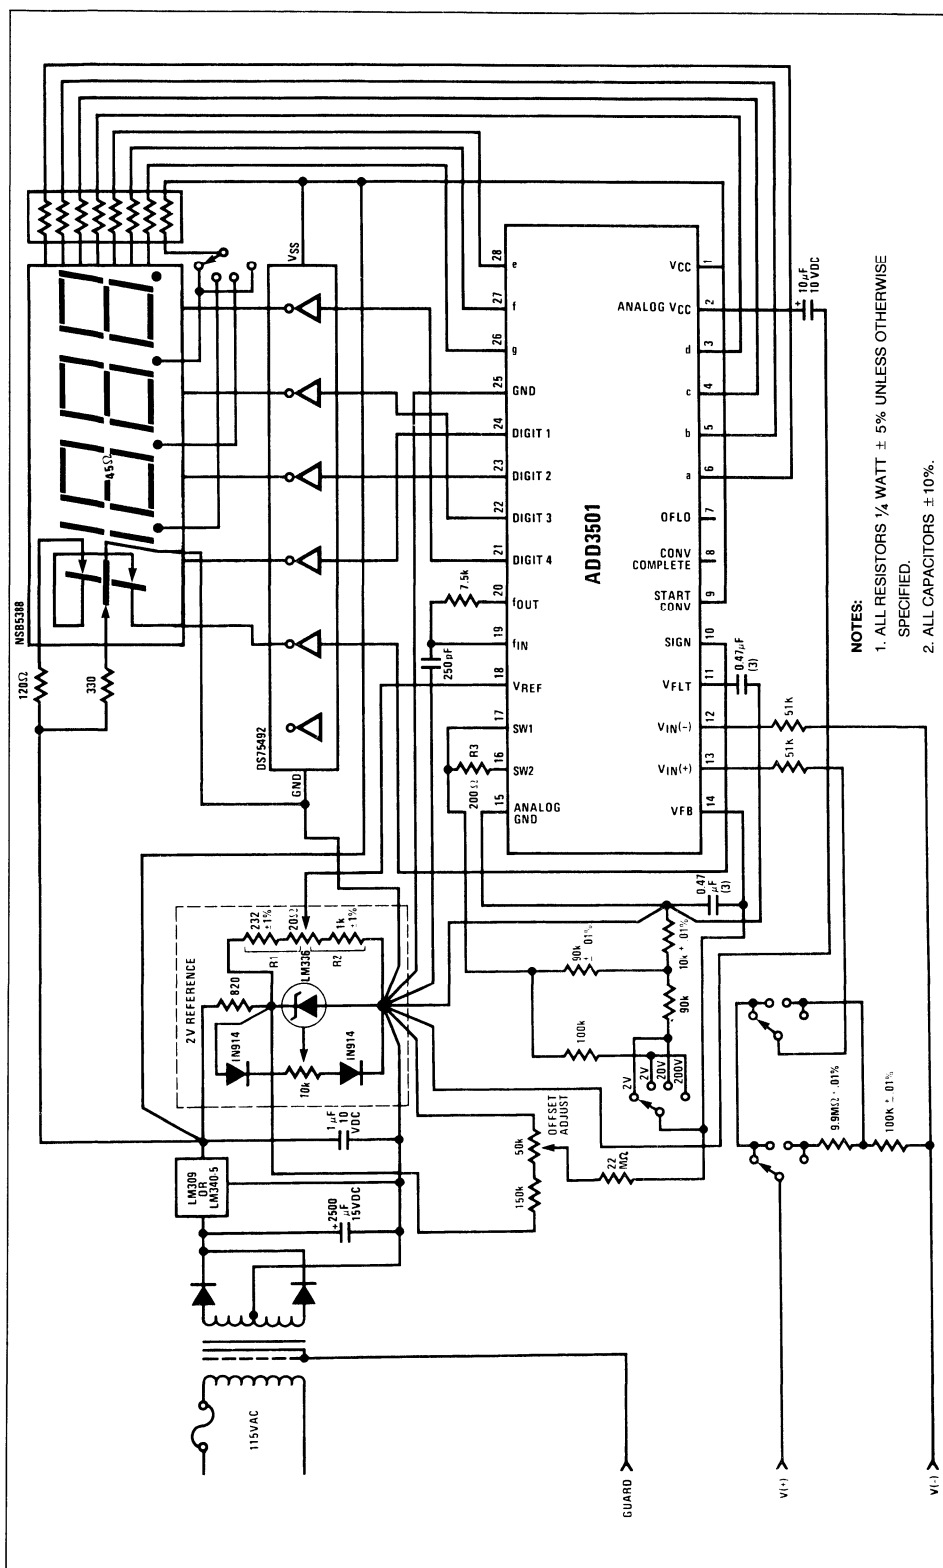 NSB5388
120Ω
330
45Ω
DS75492
GND
VSS
2V REFERENCE
820
232
±1%
20Ω
1k
±1%
R1
R2
LM336
IN914
10k
IN914
LM309
OR
LM340-5
1μF
10
VDC
+2500
μF
15VDC
115VAC
ADD3501
28
e
27
f
26
g
25
GND
24
DIGIT 1
23
DIGIT 2
22
DIGIT 3
21
DIGIT 4
20
fOUT
19
fIN
18
VREF
17
SW1
16
SW2
15
ANALOG
GND
VCC
1
ANALOG VCC
2
d
3
c
4
b
5
a
6
OFLO
7
CONV
COMPLETE
8
START
CONV
9
SIGN
10
VFLT
11
VIN(-)
12
VIN(+)
13
VFB
14
7.5k
250pF
R3
200Ω
+ 10μF
10 VDC
0.47μF
(3)
51k
51k
0.47
μF
(3)
90k
±.01%
10k ±.01%
90k
100k
2V
2V
20V
200V
OFFSET
ADJUST
50k
150k
22
MΩ
9.9MΩ ±.01%
100K ±.01%
GUARD
V(+)
V(-)
NOTES:
1. ALL RESISTORS ¼ WATT ± 5% UNLESS OTHERWISE
SPECIFIED.
2. ALL CAPACITORS ±10%.